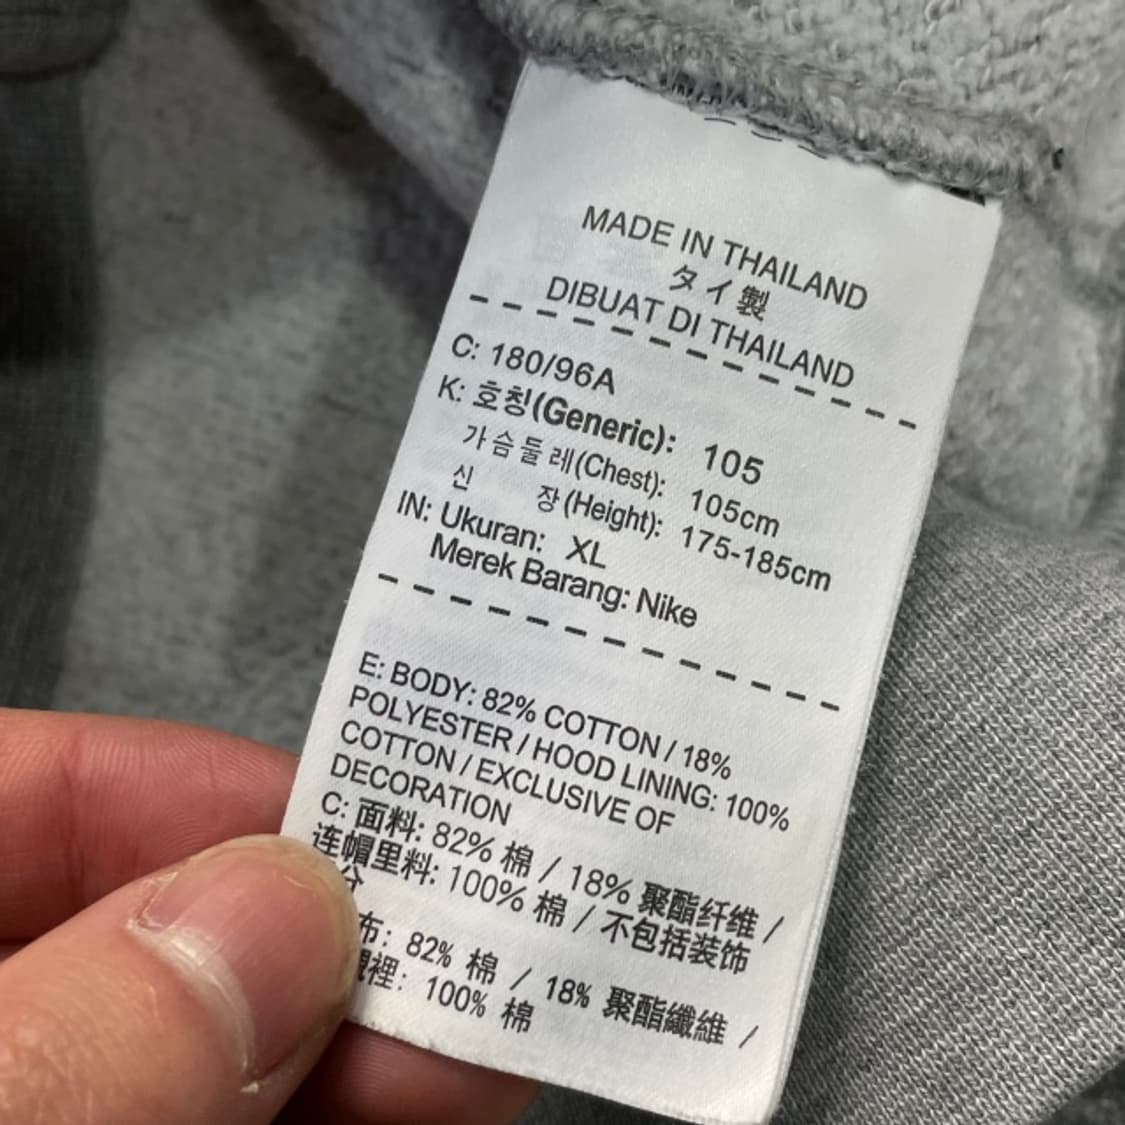 MADE IN THAILAND
タイ製
DIBUAT DI THAILAND
C: 180/96A
K: 호칭(Generic): 105
가슴둘레(Chest): 105cm
신 장(Height): 175-185cm
IN: Ukuran: XL
Merek Barang: Nike
E: BODY: 82% COTTON / 18%
POLYESTER / HOOD LINING: 100%
COTTON / EXCLUSIVE OF
DECORATION
C: 面料: 82% 棉 / 18% 聚酯纤维 /
连帽里料: 100% 棉 / 不包括装饰
分
布: 82% 棉 / 18% 聚酯纖維 /
裡: 100% 棉